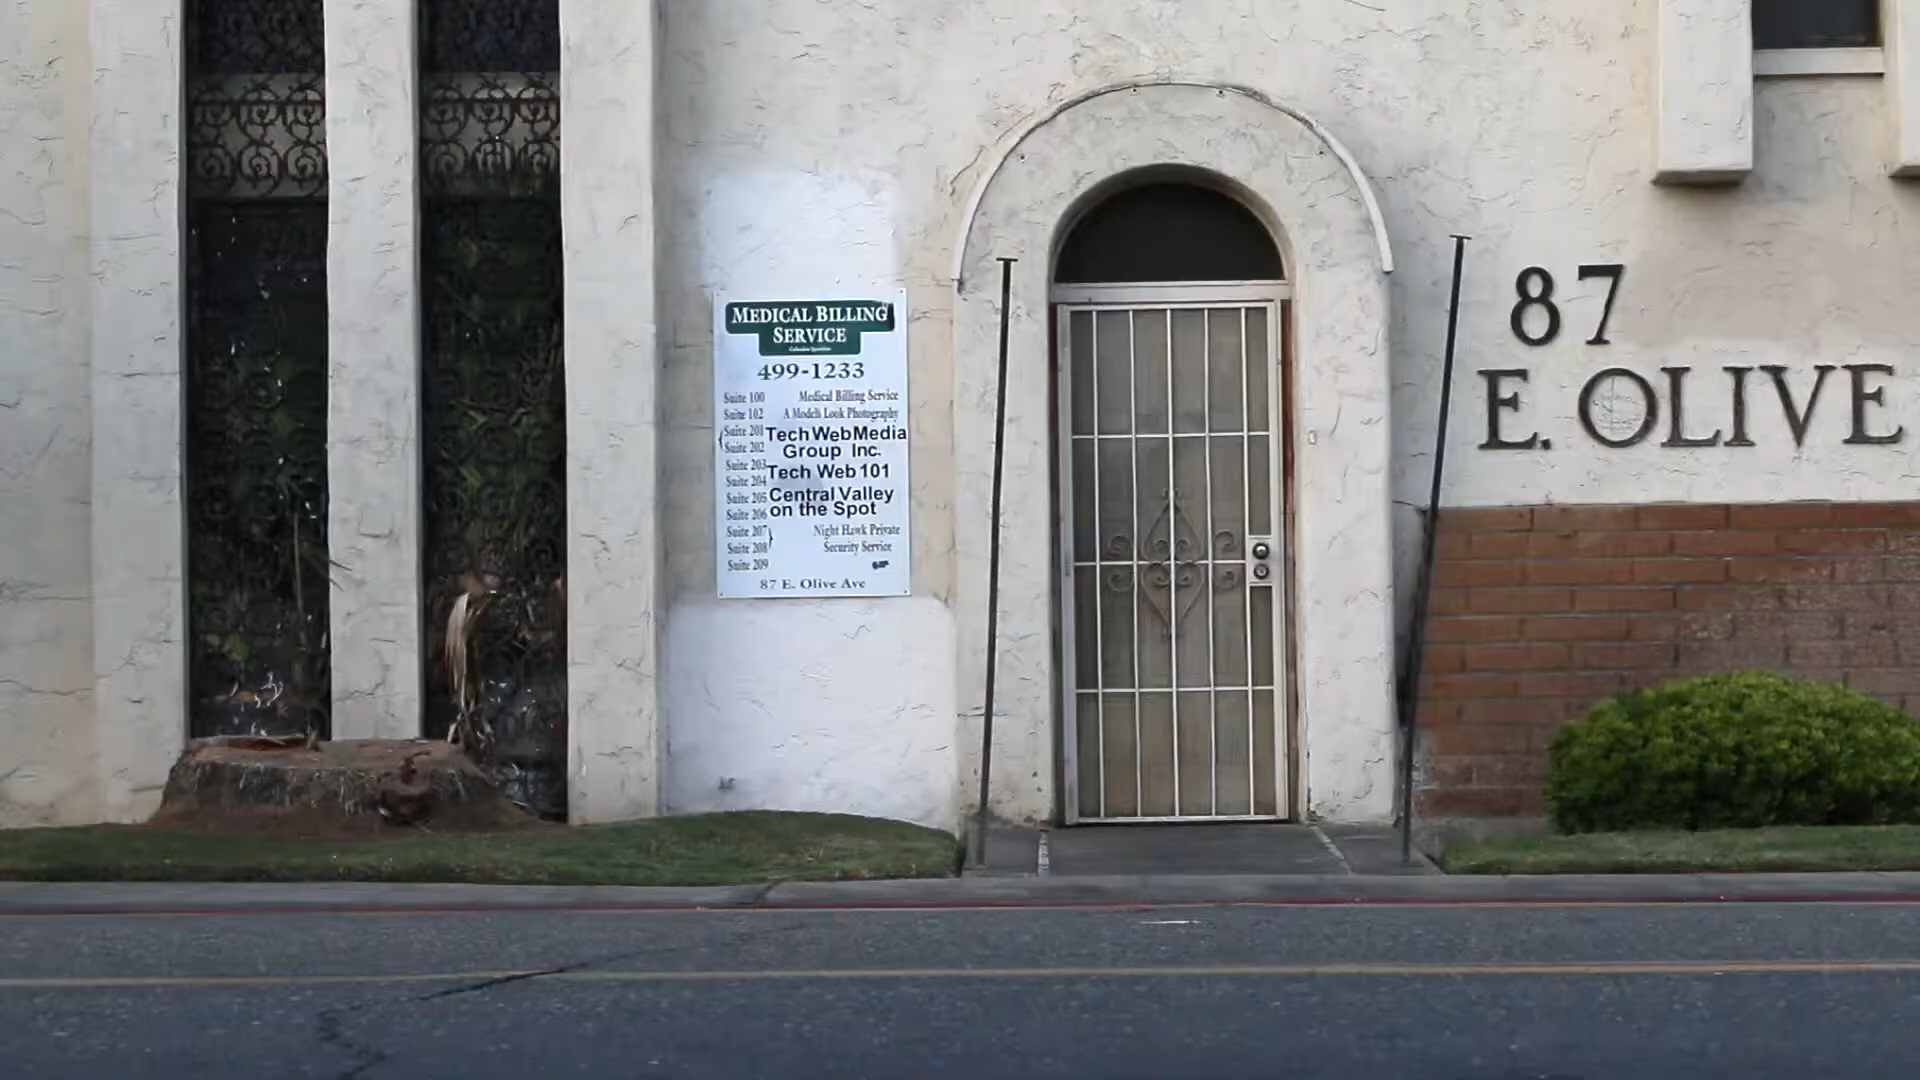 MEDICAL BILLING
SERVICE
499-1233
Suite 100 Medical Billing Service
Suite 102 A Models Look Photography
Suite 201 Tech Web Media
Suite 202 Group Inc.
Suite 203 Tech Web 101
Suite 204
Suite 205 Central Valley
Suite 206 on the Spot
Suite 207 Night Hawk Private
Suite 208 Security Service
Suite 209
87 E. Olive Ave
87
E. OLIVE